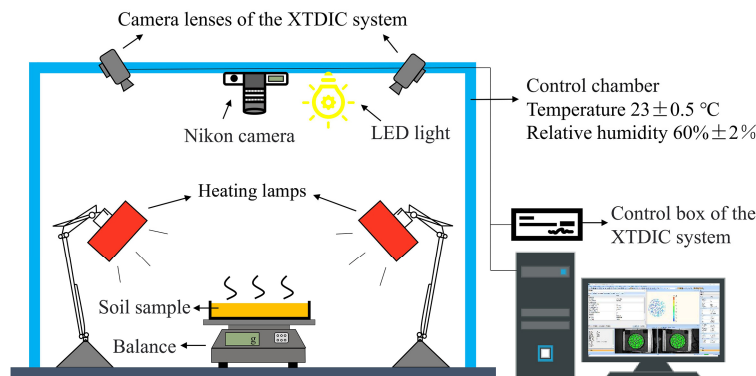 Camera lenses of the XTDIC system
Nikon camera
LED light
Control chamber
Temperature 23±0.5 ℃
Relative humidity 60%±2%
Heating lamps
Control box of the
XTDIC system
Soil sample
Balance
g